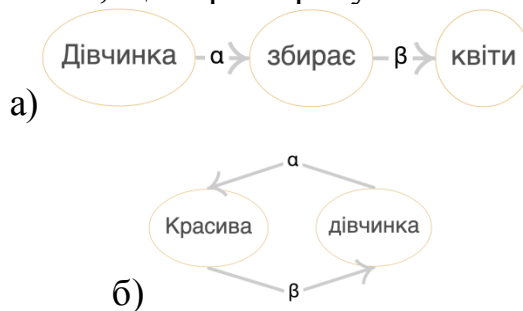 Дівчинка α збирає β квіти
а)
α
Красива дівчинка
β
б)